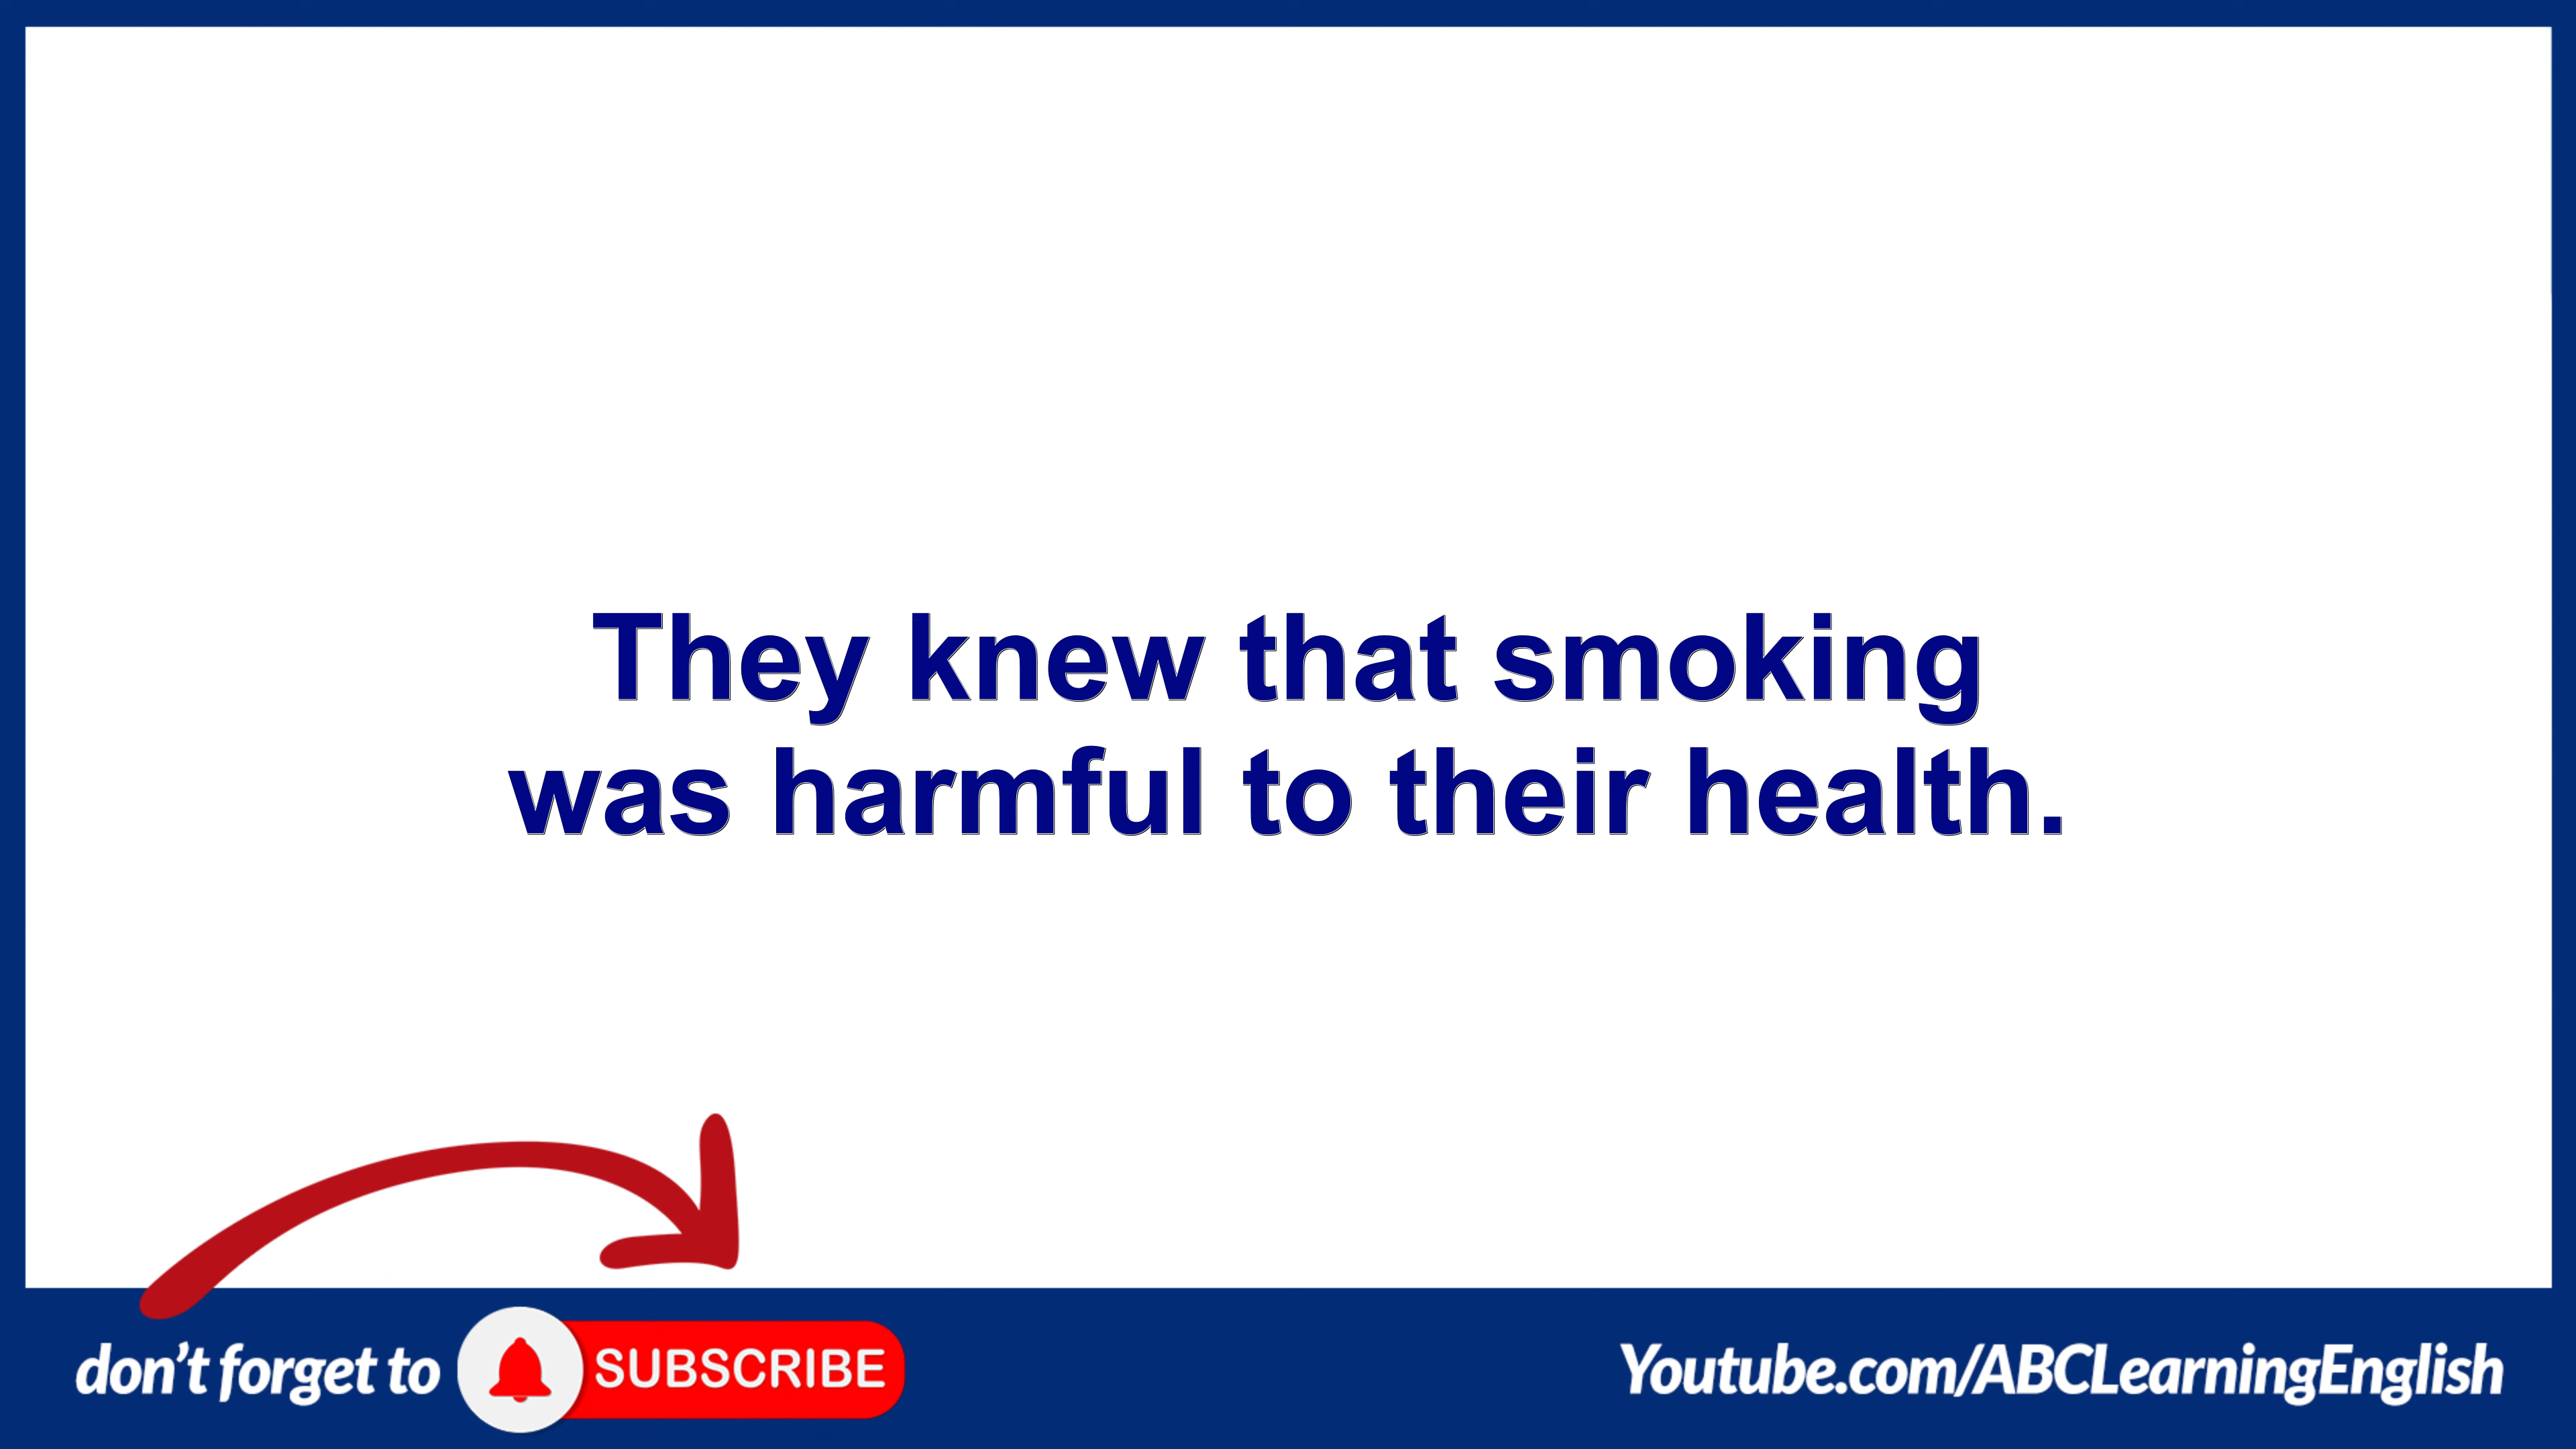 They knew that smoking
was harmful to their health.
don't forget to SUBSCRIBE
Youtube.com/ABCLearningEnglish